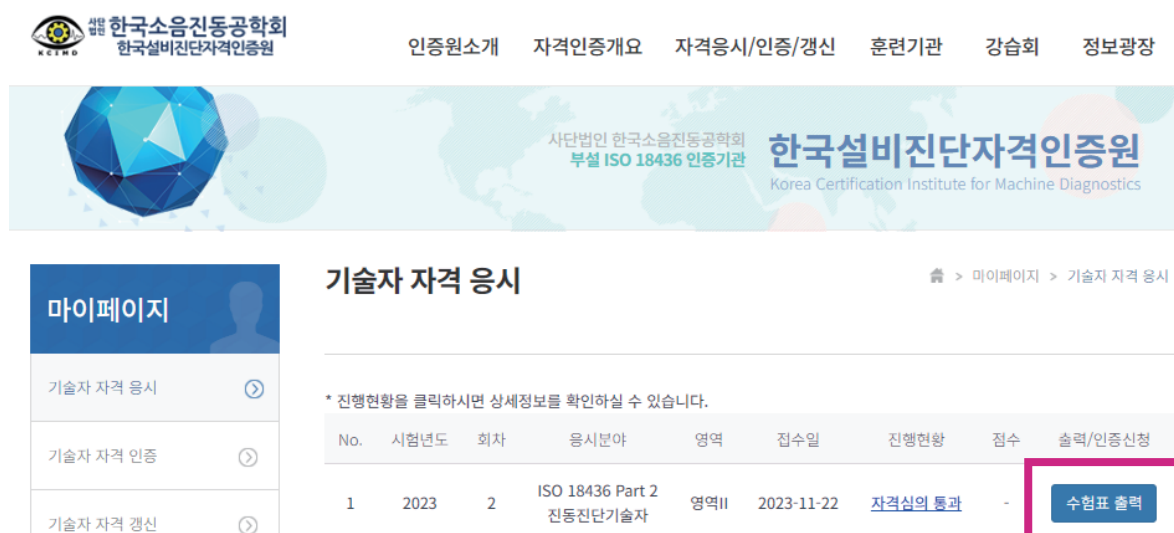 사단법인 한국소음진동공학회
한국설비진단자격인증원
KCIMD
인증원소개 자격인증개요 자격응시/인증/갱신 훈련기관 강습회 정보광장
사단법인 한국소음진동공학회
부설 ISO 18436 인증기관
한국설비진단자격인증원
Korea Certification Institute for Machine Diagnostics
마이페이지
기술자 자격 응시
기술자 자격 인증
기술자 자격 갱신
기술자 자격 응시
> 마이페이지 > 기술자 자격 응시
* 진행현황을 클릭하시면 상세정보를 확인하실 수 있습니다.
No. 시험년도 회차 응시분야 영역 접수일 진행현황 점수 출력/인증신청
1 2023 2 ISO 18436 Part 2 영역II 2023-11-22 자격심의 통과 - 수험표 출력
진동진단기술자